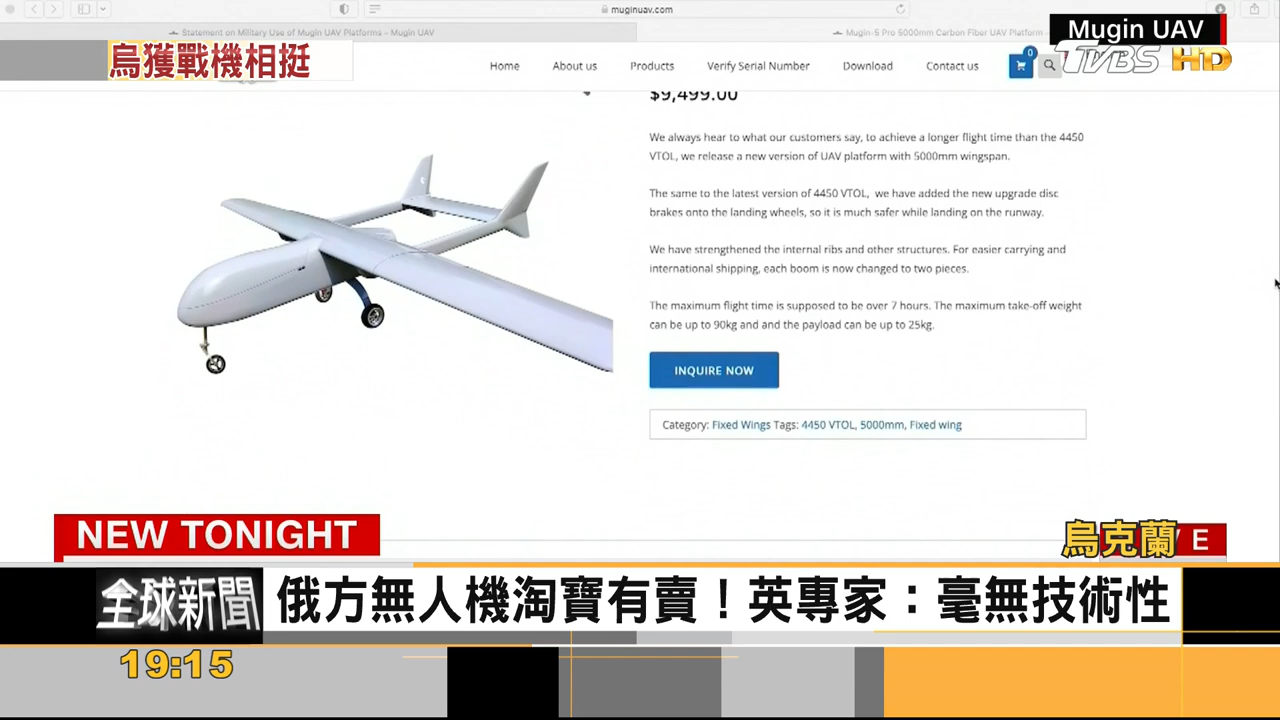 muginuav.com
Statement on Military Use of Mugin UAV Platforms – Mugin UAV
Mugin-5 Pro 5000mm Carbon Fiber UAV Platform
Mugin UAV
烏獲戰機相挺
TVBS HD
Home About us Products Verify Serial Number Download Contact us 0
$9,499.00
We always hear to what our customers say, to achieve a longer flight time than the 4450
VTOL, we release a new version of UAV platform with 5000mm wingspan.
The same to the latest version of 4450 VTOL, we have added the new upgrade disc
brakes onto the landing wheels, so it is much safer while landing on the runway.
We have strengthened the internal ribs and other structures. For easier carrying and
international shipping, each boom is now changed to two pieces.
The maximum flight time is supposed to be over 7 hours. The maximum take-off weight
can be up to 90kg and and the payload can be up to 25kg.
INQUIRE NOW
Category: Fixed Wings Tags: 4450 VTOL, 5000mm, Fixed wing
NEW TONIGHT
烏克蘭
全球新聞
俄方無人機淘寶有賣！英專家：毫無技術性
19:15